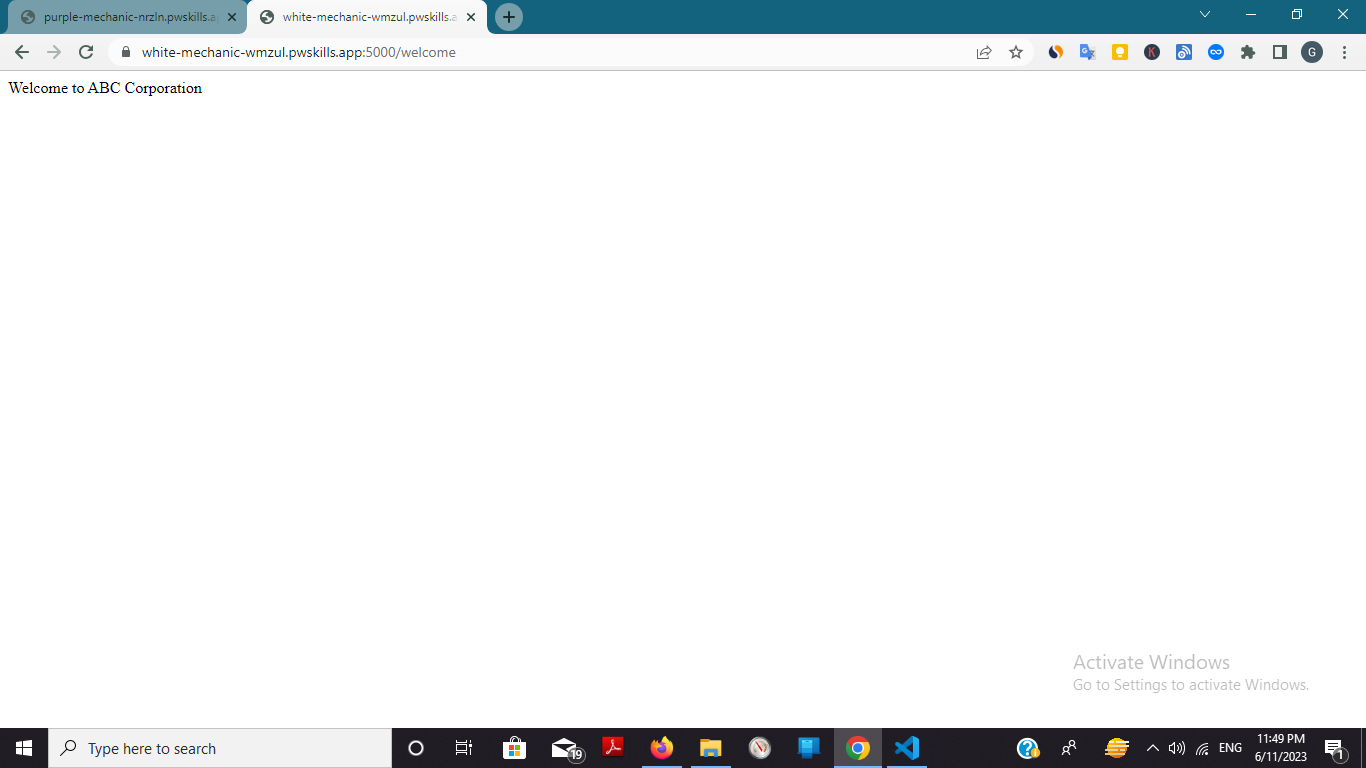 purple-mechanic-nrzln.pwskills.a
white-mechanic-wmzul.pwskills.a
white-mechanic-wmzul.pwskills.app:5000/welcome
G
Welcome to ABC Corporation
Activate Windows
Go to Settings to activate Windows.
Type here to search
19
ENG
11:49 PM
6/11/2023
1